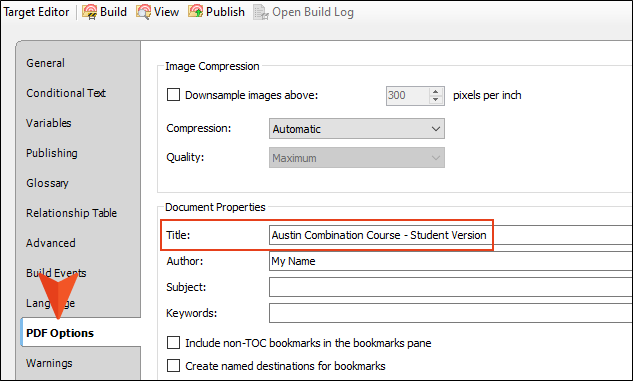 Target Editor Build View Publish Open Build Log
General
Conditional Text
Variables
Publishing
Glossary
Relationship Table
Advanced
Build Events
Language
PDF Options
Warnings
Image Compression
Downsample images above: 300 pixels per inch
Compression: Automatic
Quality: Maximum
Document Properties
Title: Austin Combination Course - Student Version
Author: My Name
Subject:
Keywords:
Include non-TOC bookmarks in the bookmarks pane
Create named destinations for bookmarks